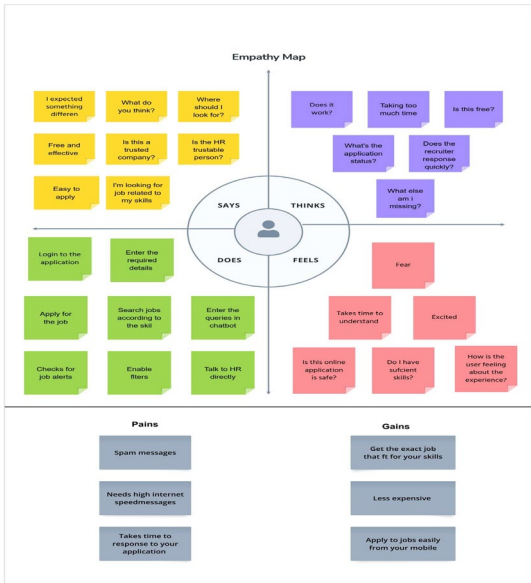 Empathy Map
I expected
something
differen
What do
you think?
Where
should I
look for?
Free and
effective
Is this a
trusted
company?
Is the HR
trustable
person?
Easy to
apply
I'm looking for
job related to
my skills
Does it
work?
Taking too
much time
Is this free?
What's the
application
status?
Does the
recruiter
response
quickly?
What else
am i
missing?
SAYS
THINKS
DOES
FEELS
Login to the
application
Enter the
required
details
Apply for
the job
Search jobs
according to
the skil
Enter the
queries in
chatbot
Checks for
job alerts
Enable
flters
Talk to HR
directly
Fear
Takes time to
understand
Excited
Is this online
application
is safe?
Do I have
sufcient
skills?
How is the
user feeling
about the
experience?
Pains
Spam messages
Needs high internet
speedmessages
Takes time to
response to your
application
Gains
Get the exact job
that ft for your skills
Less expensive
Apply to jobs easily
from your mobile